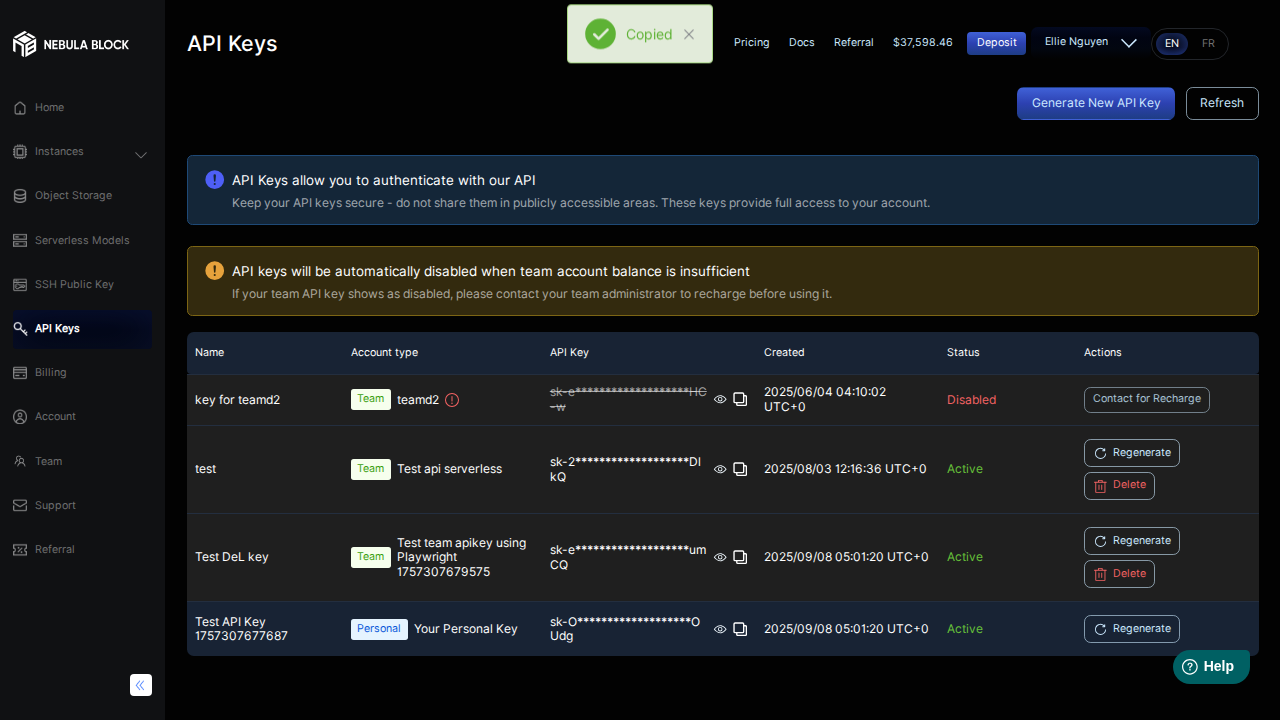 NEBULA BLOCK
Home
Instances
Object Storage
Serverless Models
SSH Public Key
API Keys
Billing
Account
Team
Support
Referral
API Keys
Copied
Pricing Docs Referral $37,598.46 Deposit Ellie Nguyen EN FR
Generate New API Key Refresh
API Keys allow you to authenticate with our API
Keep your API keys secure - do not share them in publicly accessible areas. These keys provide full access to your account.
API keys will be automatically disabled when team account balance is insufficient
If your team API key shows as disabled, please contact your team administrator to recharge before using it.
Name Account type API Key Created Status Actions
key for teamd2 Team teamd2 sk-e********************HC
-w 2025/06/04 04:10:02
UTC+0 Disabled Contact for Recharge
test Team Test api serverless sk-2********************DI
kQ 2025/08/03 12:16:36 UTC+0 Active Regenerate
Delete
Test DeL key Team Test team apikey using
Playwright
1757307679575 sk-e********************um
CQ 2025/09/08 05:01:20 UTC+0 Active Regenerate
Delete
Test API Key
1757307677687 Personal Your Personal Key sk-O********************O
Udg 2025/09/08 05:01:20 UTC+0 Active Regenerate
Help